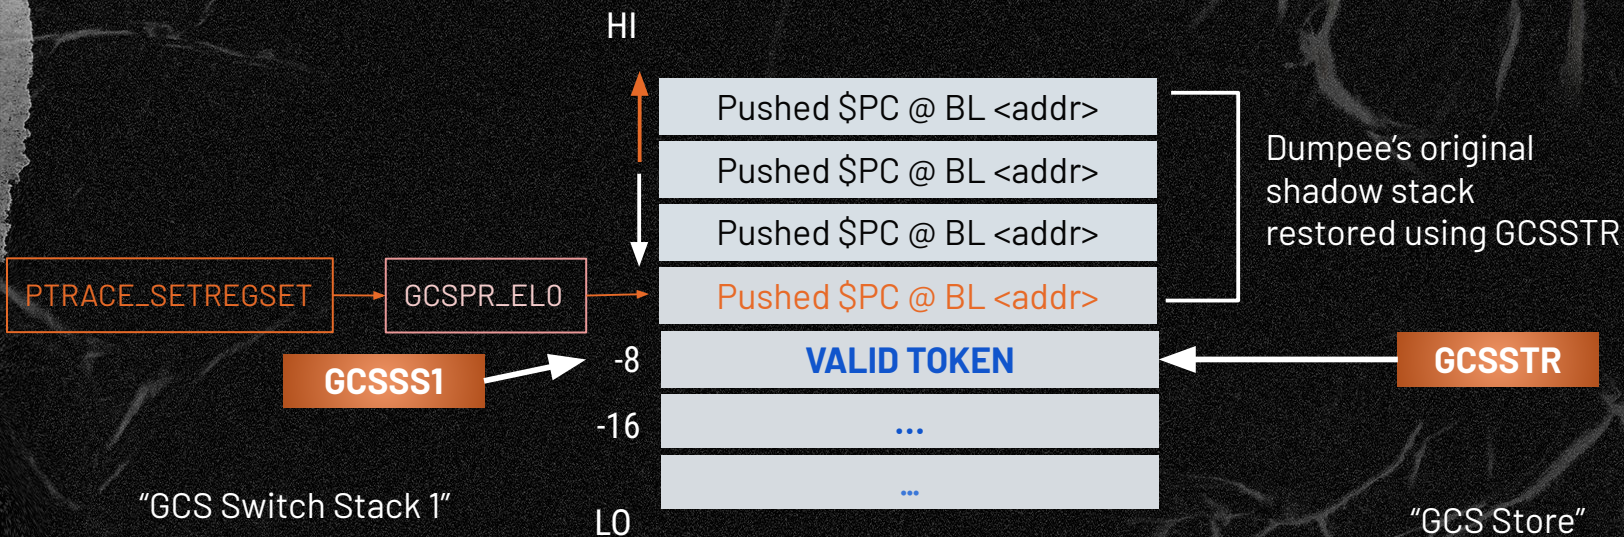 HI
Pushed $PC @ BL <addr>
Pushed $PC @ BL <addr>
Pushed $PC @ BL <addr>
Pushed $PC @ BL <addr>
Dumpee’s original
shadow stack
restored using GCSSTR
PTRACE_SETREGSET
GCSPR_EL0
GCSSS1
-8
VALID TOKEN
GCSSTR
-16
...
...
“GCS Switch Stack 1”
LO
“GCS Store”